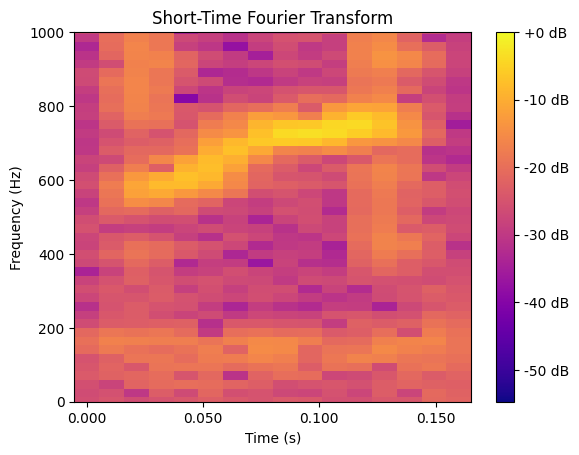 Short-Time Fourier Transform
1000
800
600
400
200
0
Frequency (Hz)
0.000
0.050
0.100
0.150
Time (s)
+0 dB
-10 dB
-20 dB
-30 dB
-40 dB
-50 dB